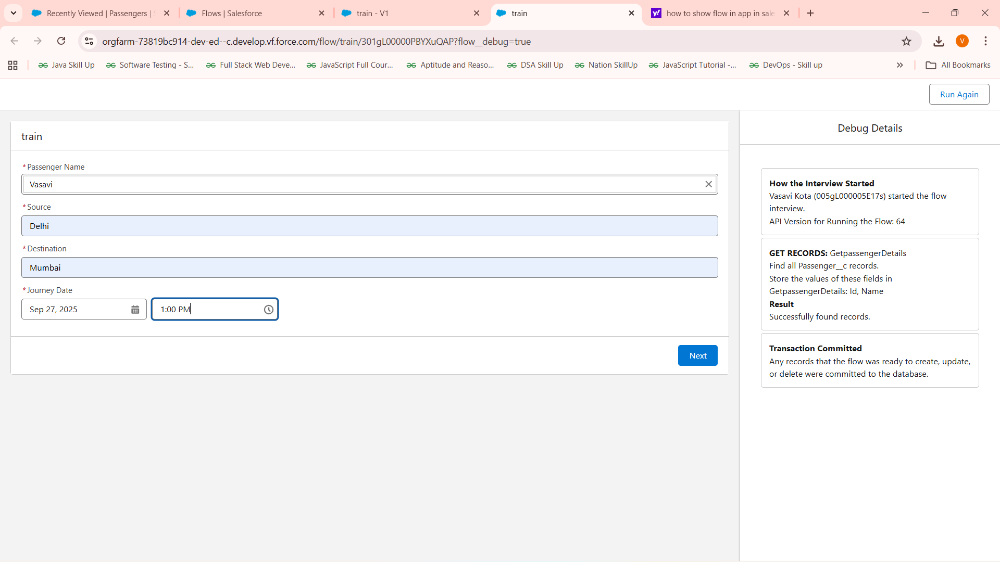 Recently Viewed | Passengers |
Flows | Salesforce
train - V1
train
how to show flow in app in sale
orgfarm-73819bc914-dev-ed--c.develop.vf.force.com/flow/train/301gL00000PBYXuQAP?flow__debug=true
V
Java Skill Up
Software Testing - S...
Full Stack Web Deve...
JavaScript Full Cour...
Aptitude and Reaso...
DSA Skill Up
Nation SkillUp
JavaScript Tutorial -...
DevOps - Skill up
All Bookmarks
Run Again
train
*Passenger Name
Vasavi
*Source
Delhi
*Destination
Mumbai
*Journey Date
Sep 27, 2025
1:00 PM
Next
Debug Details
How the Interview Started
Vasavi Kota (005gL000005E17s) started the flow
interview.
API Version for Running the Flow: 64
GET RECORDS: GetpassengerDetails
Find all Passenger__c records.
Store the values of these fields in
GetpassengerDetails: Id, Name
Result
Successfully found records.
Transaction Committed
Any records that the flow was ready to create, update,
or delete were committed to the database.